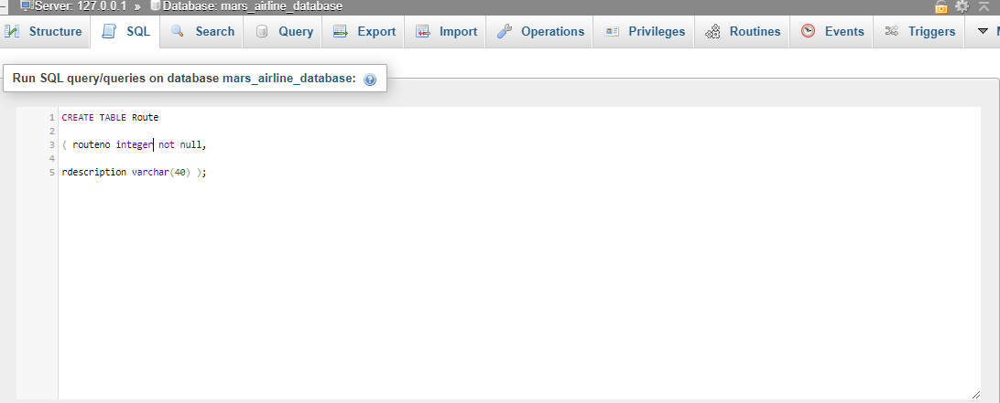 Server: 127.0.0.1 » Database: mars_airline_database
Structure SQL Search Query Export Import Operations Privileges Routines Events Triggers
Run SQL query/queries on database mars_airline_database:
1 CREATE TABLE Route
2
3 ( routeno integer not null,
4
5 rdescription varchar(40) );